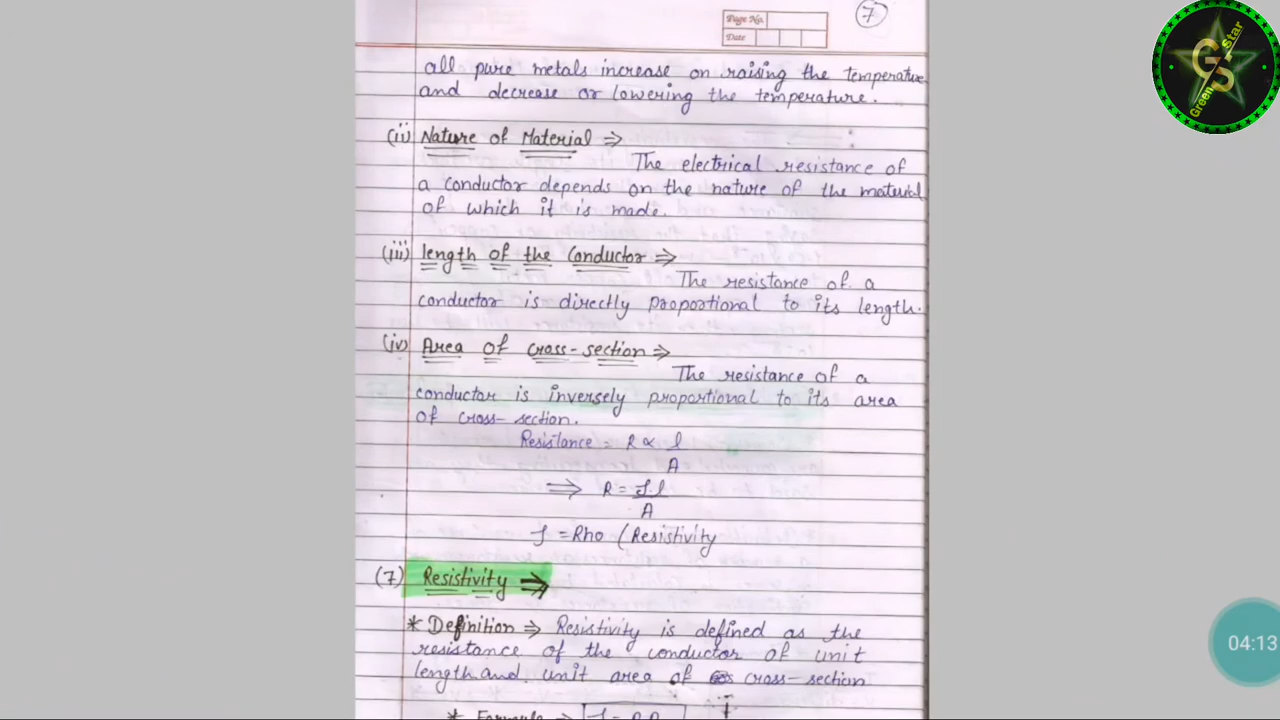 Page No.
7
Date
all pure metals increase on raising the temperature
and decrease or lowering the temperature.
(ii) Nature of Material ⇒
The electrical resistance of
a conductor depends on the nature of the material
of which it is made.
(iii) length of the Conductor ⇒
The resistance of a
conductor is directly proportional to its length.
(iv) Area of cross-section ⇒
The resistance of a
conductor is inversely proportional to its area
of cross-section.
Resistance = R ∝ l
A
⇒ R = ρ l
A
ρ = Rho (Resistivity
(7) Resistivity ⇒
* Definition ⇒ Resistivity is defined as the
resistance of the conductor of unit
length and unit area of cross-section
* Formula ⇒
Green Star
GS
04:13